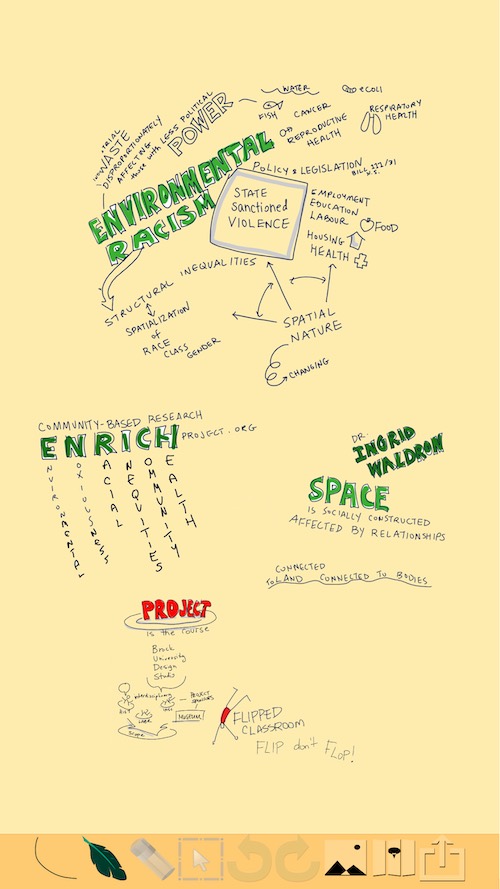 WASTE
DISPROPORTIONATELY
AFFECTING
those with LESS POLITICAL
POWER
WATER
ecoli
FISH
CANCER
REPRODUCTIVE
HEALTH
RESPIRATORY
HEALTH
ENVIRONMENTAL
RACISM
POLICY & LEGISLATION
BILL 111/31
N.S.
STATE
Sanctioned
VIOLENCE
EMPLOYMENT
EDUCATION
LABOUR
FOOD
HOUSING
HEALTH
STRUCTURAL INEQUALITIES
SPATIALIZATION
of
RACE
CLASS
GENDER
SPATIAL
NATURE
CHANGING
COMMUNITY-BASED RESEARCH
ENRICH PROJECT.ORG
ENVIRONMENTAL
NOXIOUSNESS
RACIAL
INEQUITIES
COMMUNITY
HEALTH
DR.
INGRID
WALDRON
SPACE
IS SOCIALLY CONSTRUCTED
AFFECTED BY RELATIONSHIPS
CONNECTED
to LAND CONNECTED TO BODIES
PROJECT
is the course
Brock
University
Design
Studio
interdisciplinary
PROJECT
SPONSORS
MUSEUM
FLIPPED
CLASSROOM
FLIP don't FLOP!